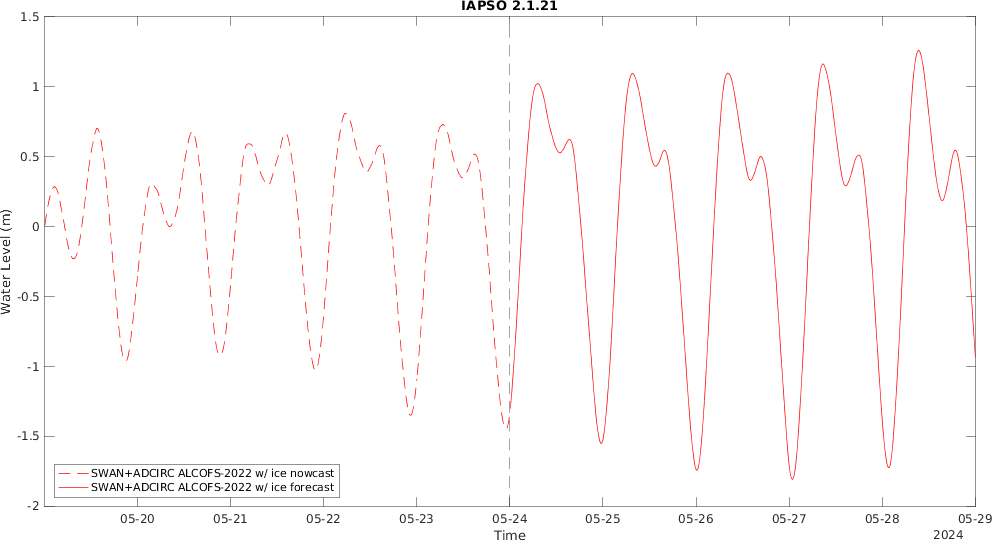 IAPSO 2.1.21
1.5
1
0.5
0
-0.5
-1
-1.5
-2
Water Level (m)
SWAN+ADCIRC ALCOFS-2022 w/ ice nowcast
SWAN+ADCIRC ALCOFS-2022 w/ ice forecast
05-20 05-21 05-22 05-23 05-24 05-25 05-26 05-27 05-28 05-29
Time
2024